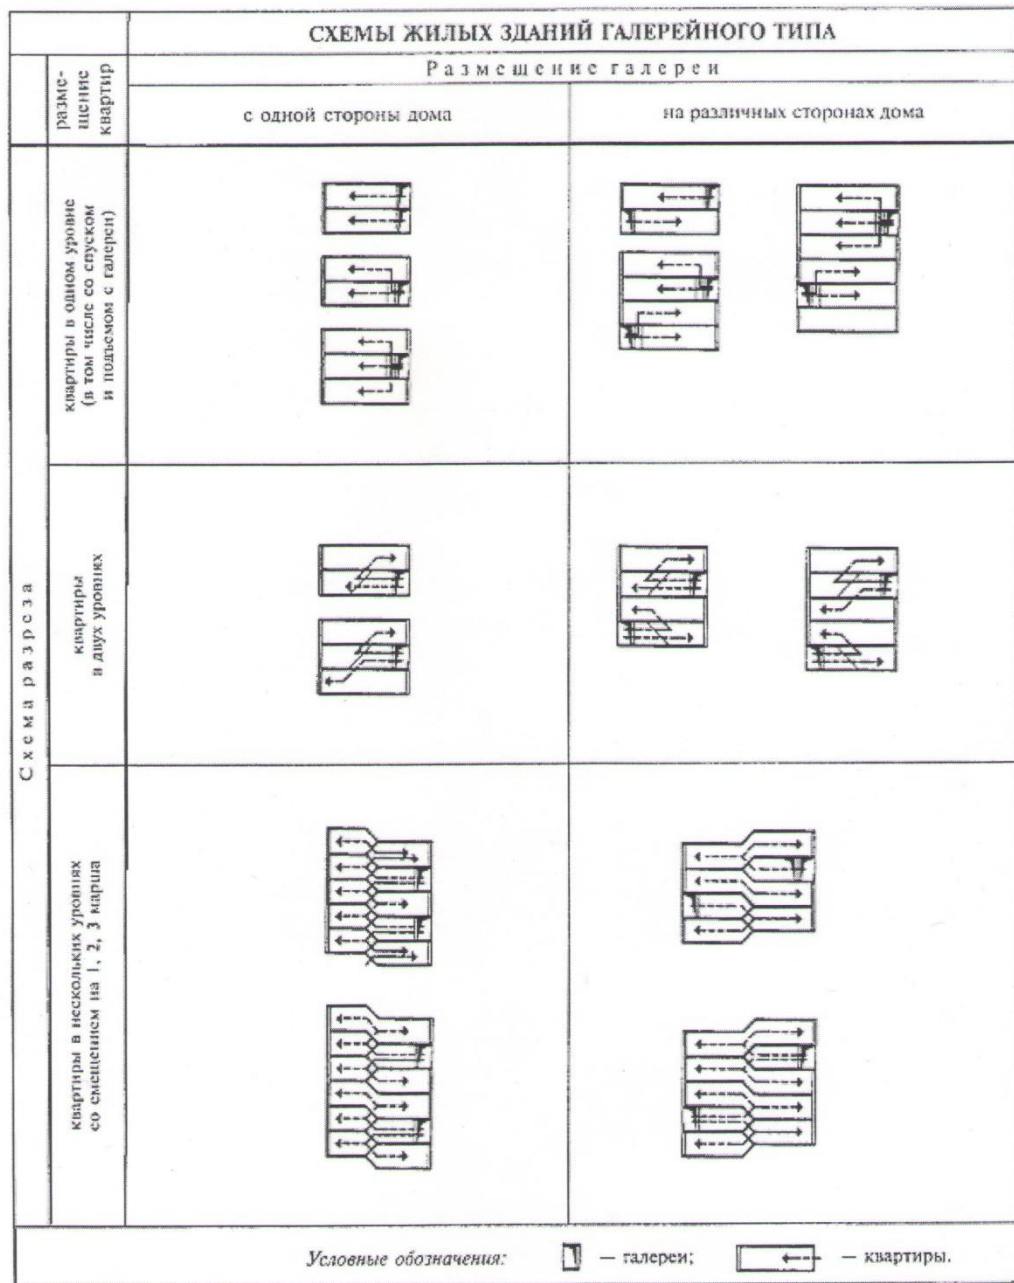 СХЕМЫ ЖИЛЫХ ЗДАНИЙ ГАЛЕРЕЙНОГО ТИПА
разме-
щение
квартир
Размещение галереи
с одной стороны дома
на различных сторонах дома
Схема разреза
квартиры в одном уровне
(в том числе со спуском
и подъемом с галереи)
квартиры
в двух уровнях
квартиры в нескольких уровнях
со смещением на 1, 2, 3 марша
Условные обозначения:
— галереи;
— квартиры.